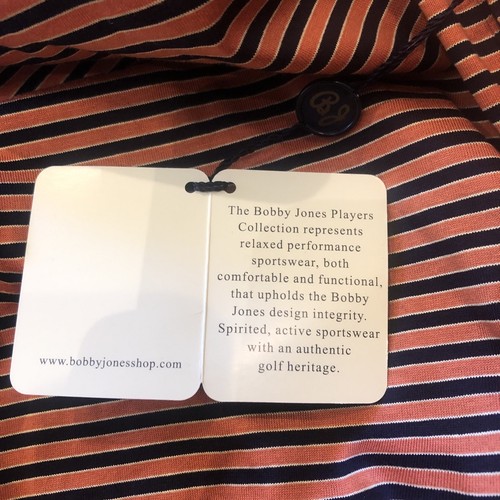 BJ
www.bobbyjonesshop.com
The Bobby Jones Players
Collection represents
relaxed performance
sportswear, both
comfortable and functional,
that upholds the Bobby
Jones design integrity.
Spirited, active sportswear
with an authentic
golf heritage.